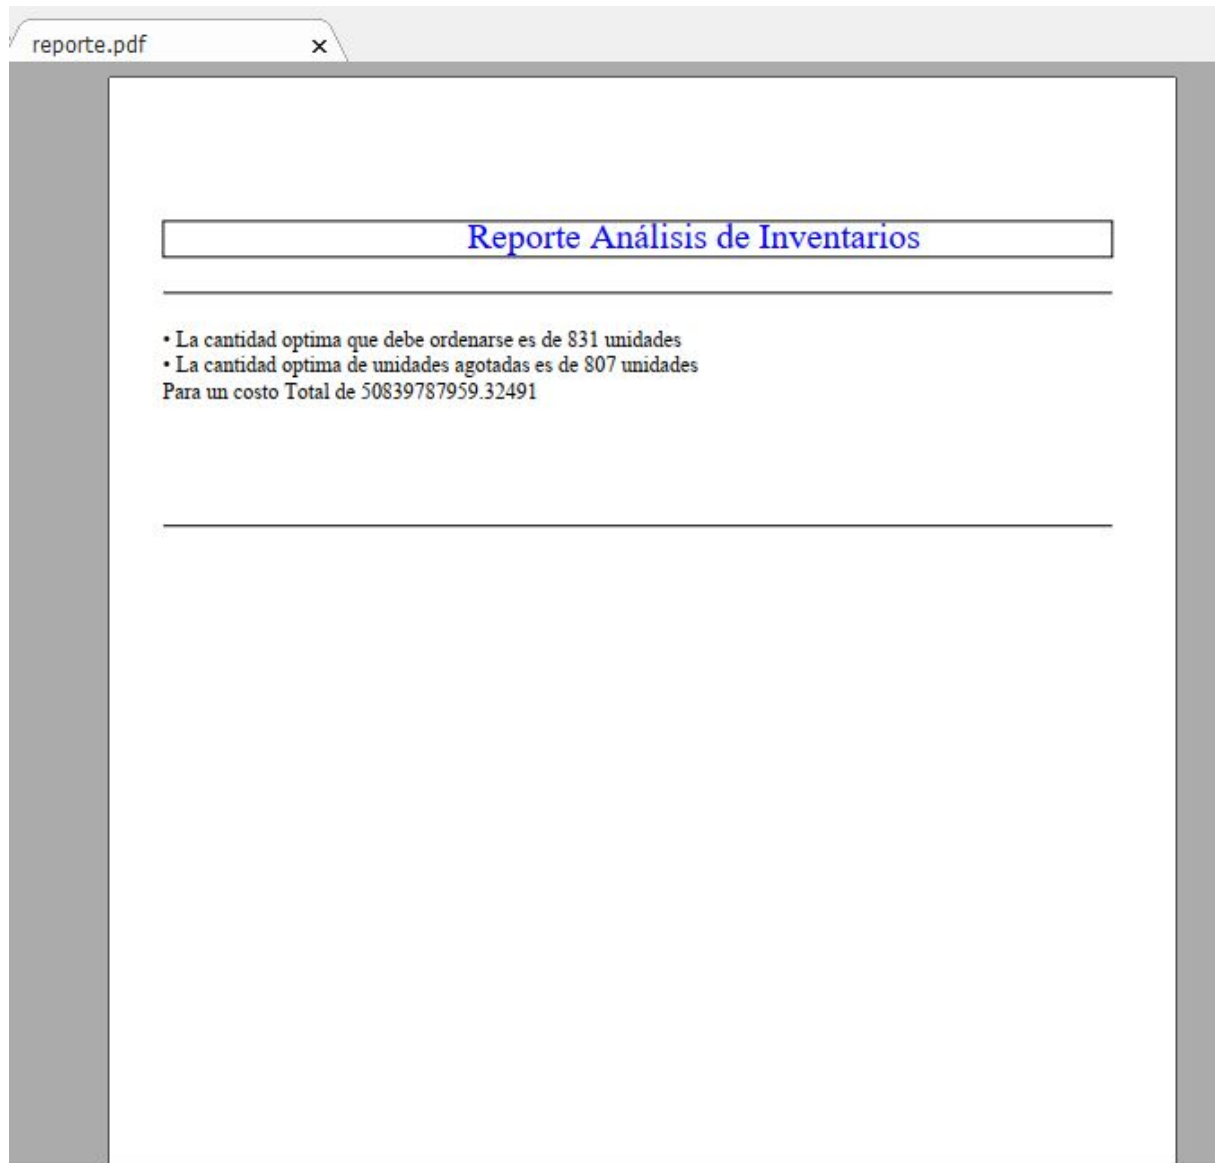 reporte.pdf
Reporte Análisis de Inventarios
• La cantidad optima que debe ordenarse es de 831 unidades
• La cantidad optima de unidades agotadas es de 807 unidades
Para un costo Total de 50839787959.32491